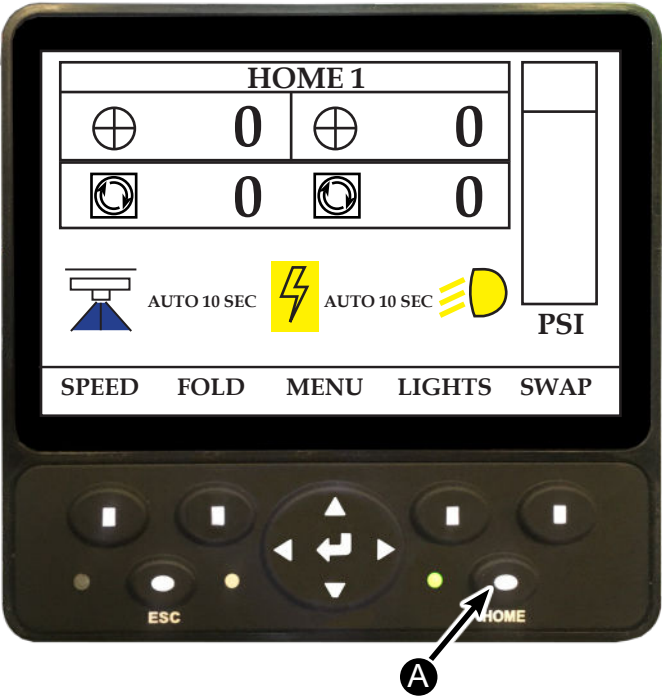 HOME 1
0 0
0 0
AUTO 10 SEC AUTO 10 SEC
PSI
SPEED FOLD MENU LIGHTS SWAP
ESC HOME
A